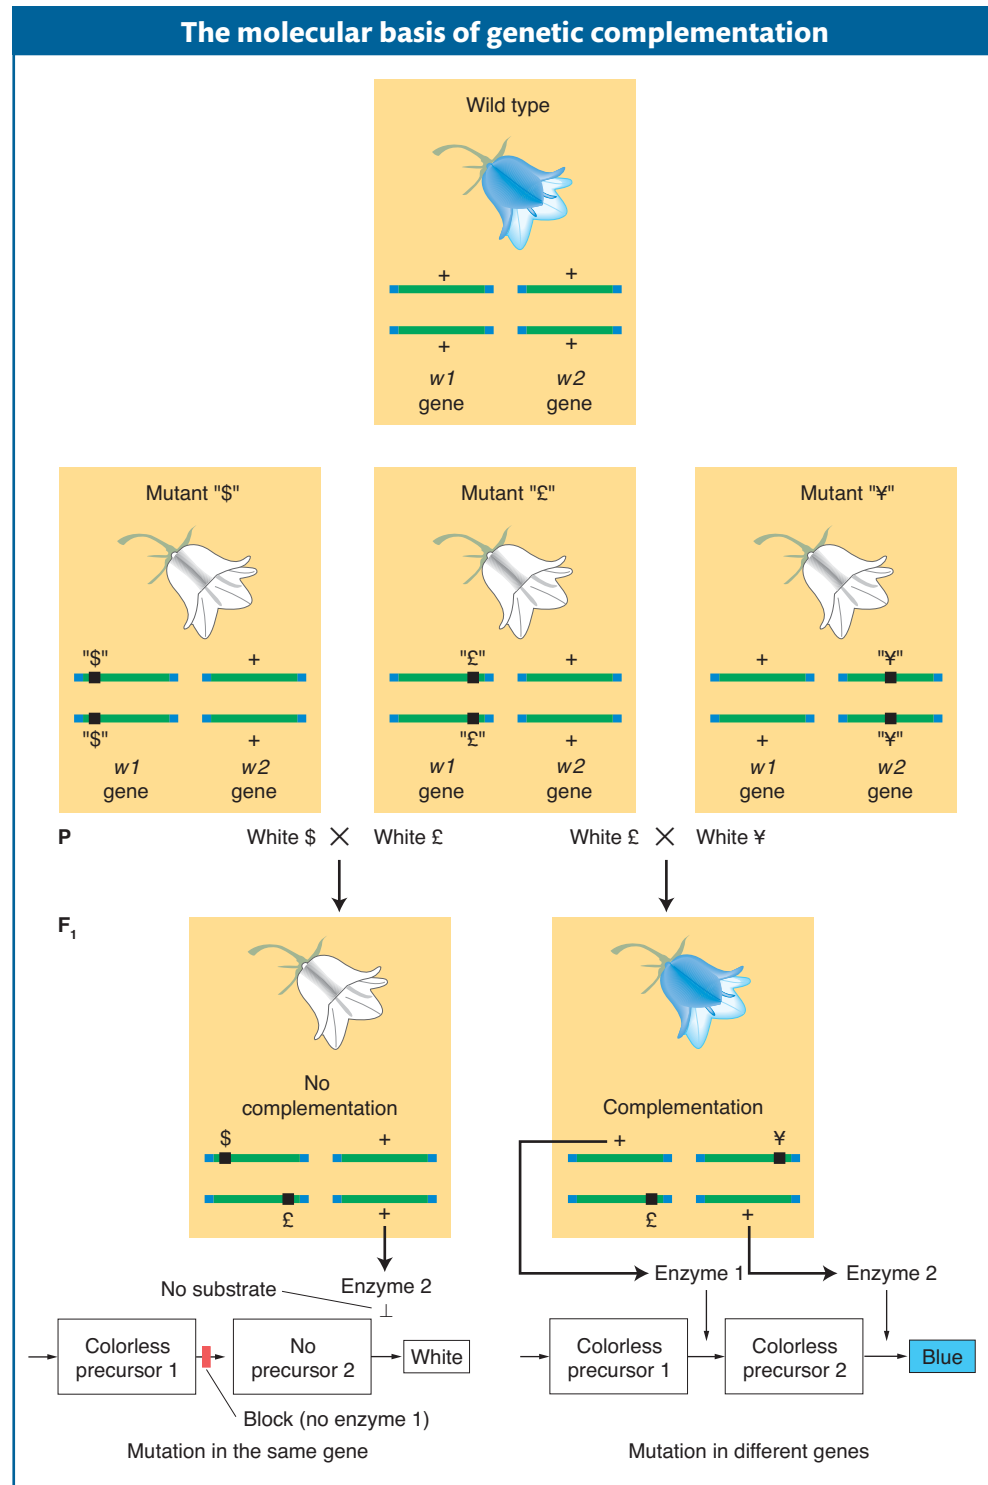 The molecular basis of genetic complementation
Wild type
+ +
+ +
w1 w2
gene gene
Mutant "$" Mutant "£" Mutant "¥"
"$" + "£" + + "¥"
"$" + "£" + + "¥"
w1 w2 w1 w2 w1 w2
gene gene gene gene gene gene
P White $ × White £ White £ × White ¥
F1
No
complementation
Complementation
$ + + ¥
£ + £ +
No substrate Enzyme 2 Enzyme 1 Enzyme 2
Colorless No White Colorless Colorless Blue
precursor 1 precursor 2 precursor 1 precursor 2
Block (no enzyme 1)
Mutation in the same gene Mutation in different genes